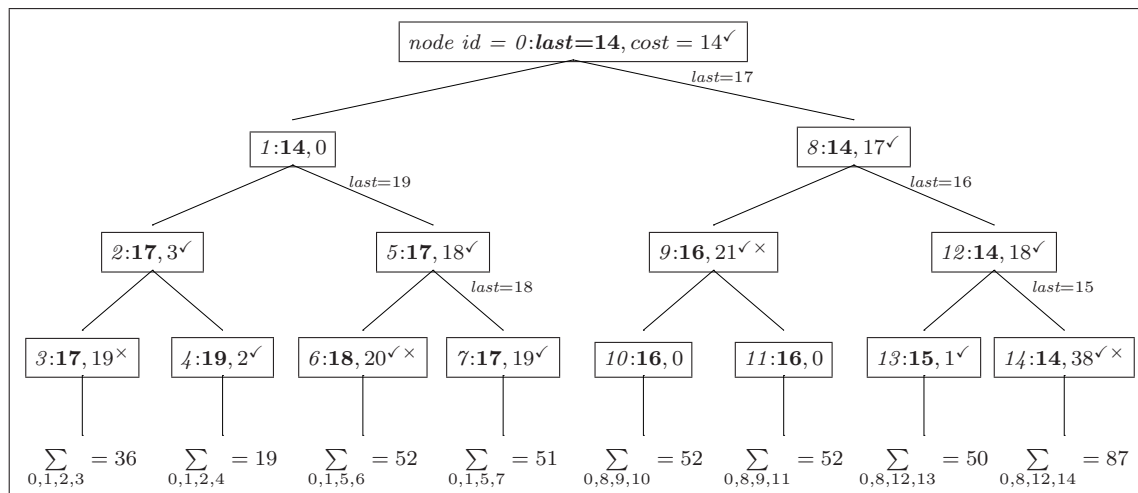 node id = 0:last=14, cost = 14✓
last=17
1:14, 0
8:14, 17✓
last=19
last=16
2:17, 3✓
5:17, 18✓
9:16, 21✓×
12:14, 18✓
last=18
last=15
3:17, 19×
4:19, 2✓
6:18, 20✓×
7:17, 19✓
10:16, 0
11:16, 0
13:15, 1✓
14:14, 38✓×
∑ = 36
0,1,2,3
∑ = 19
0,1,2,4
∑ = 52
0,1,5,6
∑ = 51
0,1,5,7
∑ = 52
0,8,9,10
∑ = 52
0,8,9,11
∑ = 50
0,8,12,13
∑ = 87
0,8,12,14